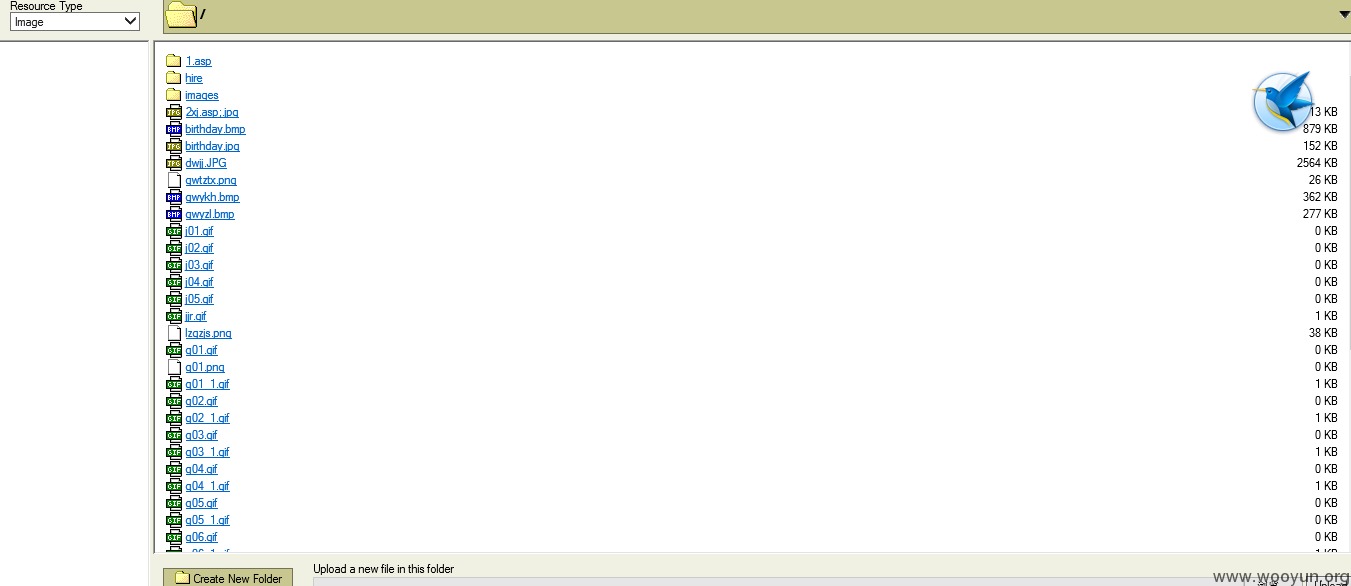 Resource Type
Image
/
1.asp
hire
images
2xj.asp;.jpg 13 KB
birthday.bmp 879 KB
birthday.jpg 152 KB
dwjj.JPG 2564 KB
gwtztx.png 26 KB
gwykh.bmp 362 KB
gwyzl.bmp 277 KB
j01.gif 0 KB
j02.gif 0 KB
j03.gif 0 KB
j04.gif 0 KB
j05.gif 0 KB
jjr.gif 1 KB
lzgzjs.png 38 KB
q01.gif 0 KB
q01.png 0 KB
q01_1.gif 1 KB
q02.gif 0 KB
q02_1.gif 1 KB
q03.gif 0 KB
q03_1.gif 1 KB
q04.gif 0 KB
q04_1.gif 1 KB
q05.gif 0 KB
q05_1.gif 0 KB
q06.gif 0 KB
Create New Folder
Upload a new file in this folder
www.wooyun.org